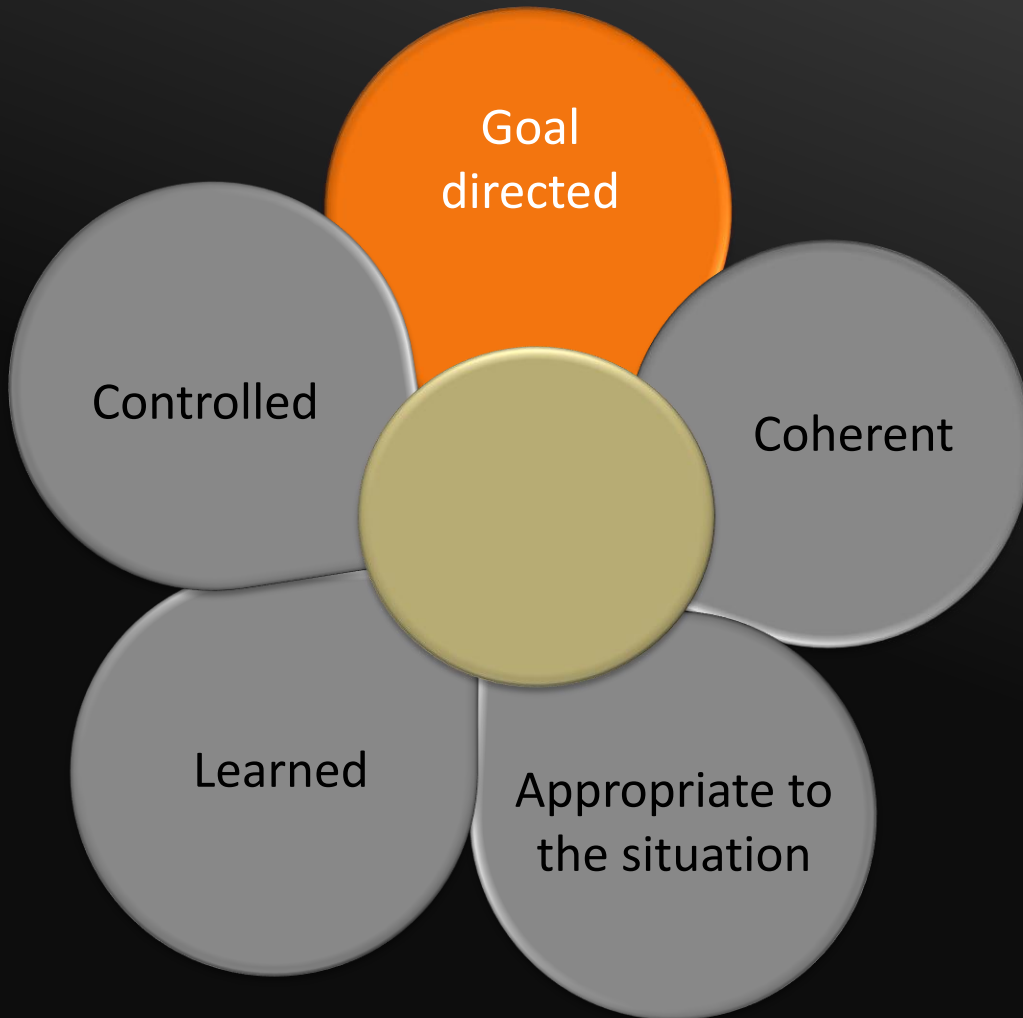 Goal
directed
Controlled
Coherent
Learned
Appropriate to
the situation